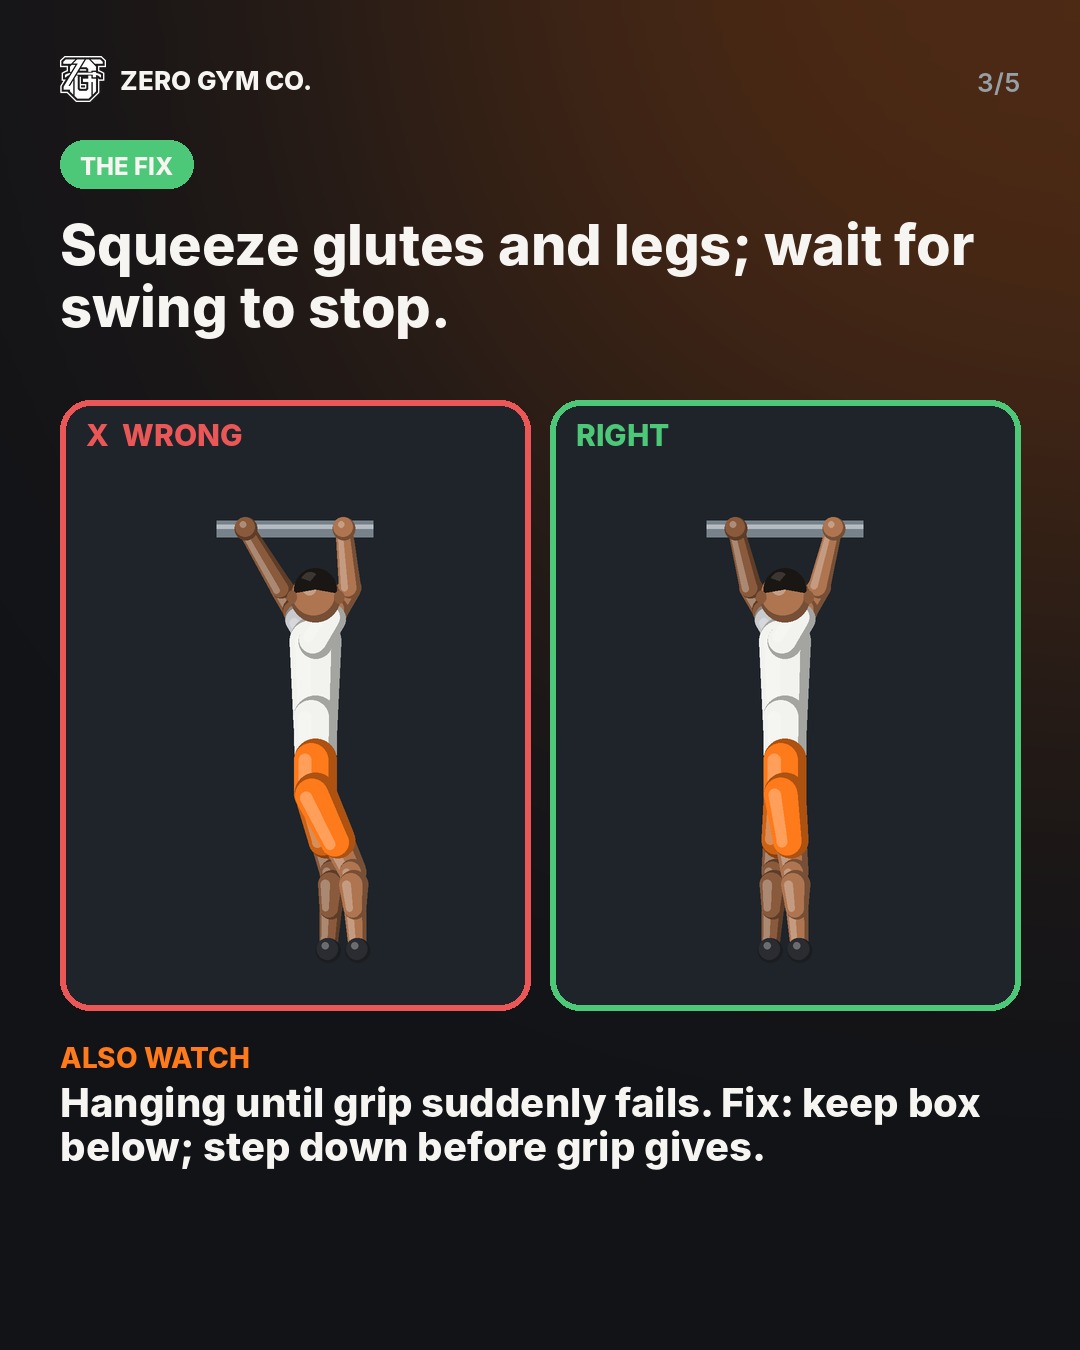 ZERO GYM CO.
3/5
THE FIX
Squeeze glutes and legs; wait for
swing to stop.
X WRONG
RIGHT
ALSO WATCH
Hanging until grip suddenly fails. Fix: keep box
below; step down before grip gives.